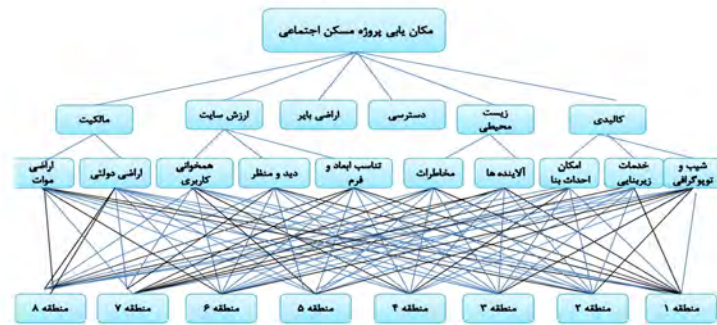 مکان یابی پروژه مسکن اجتماعی
کالبدی
زیست
محیطی
دسترسی
اراضی بایر
ارزش سایت
مالکیت
شیب و
توپوگرافی
خدمات
زیربنایی
امکان
احداث بنا
آلاینده ها
مخاطرات
تناسب ابعاد و
فرم
دید و منظر
همخوانی
کاربری
اراضی دولتی
اراضی
موات
منطقه ۱
منطقه ۲
منطقه ۳
منطقه ۴
منطقه ۵
منطقه ۶
منطقه ۷
منطقه ۸